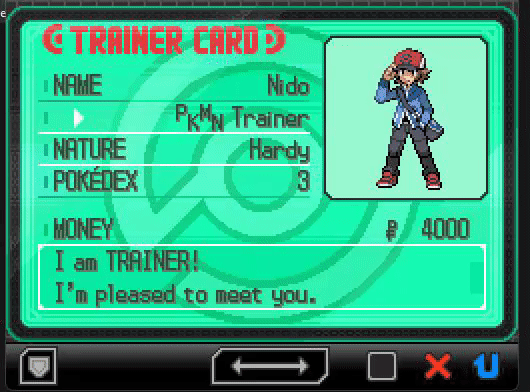 e
TRAINER CARD
NAME Nido
PKMN Trainer
NATURE Hardy
POKÉDEX 3
MONEY ₽ 4000
I am TRAINER!
I'm pleased to meet you.